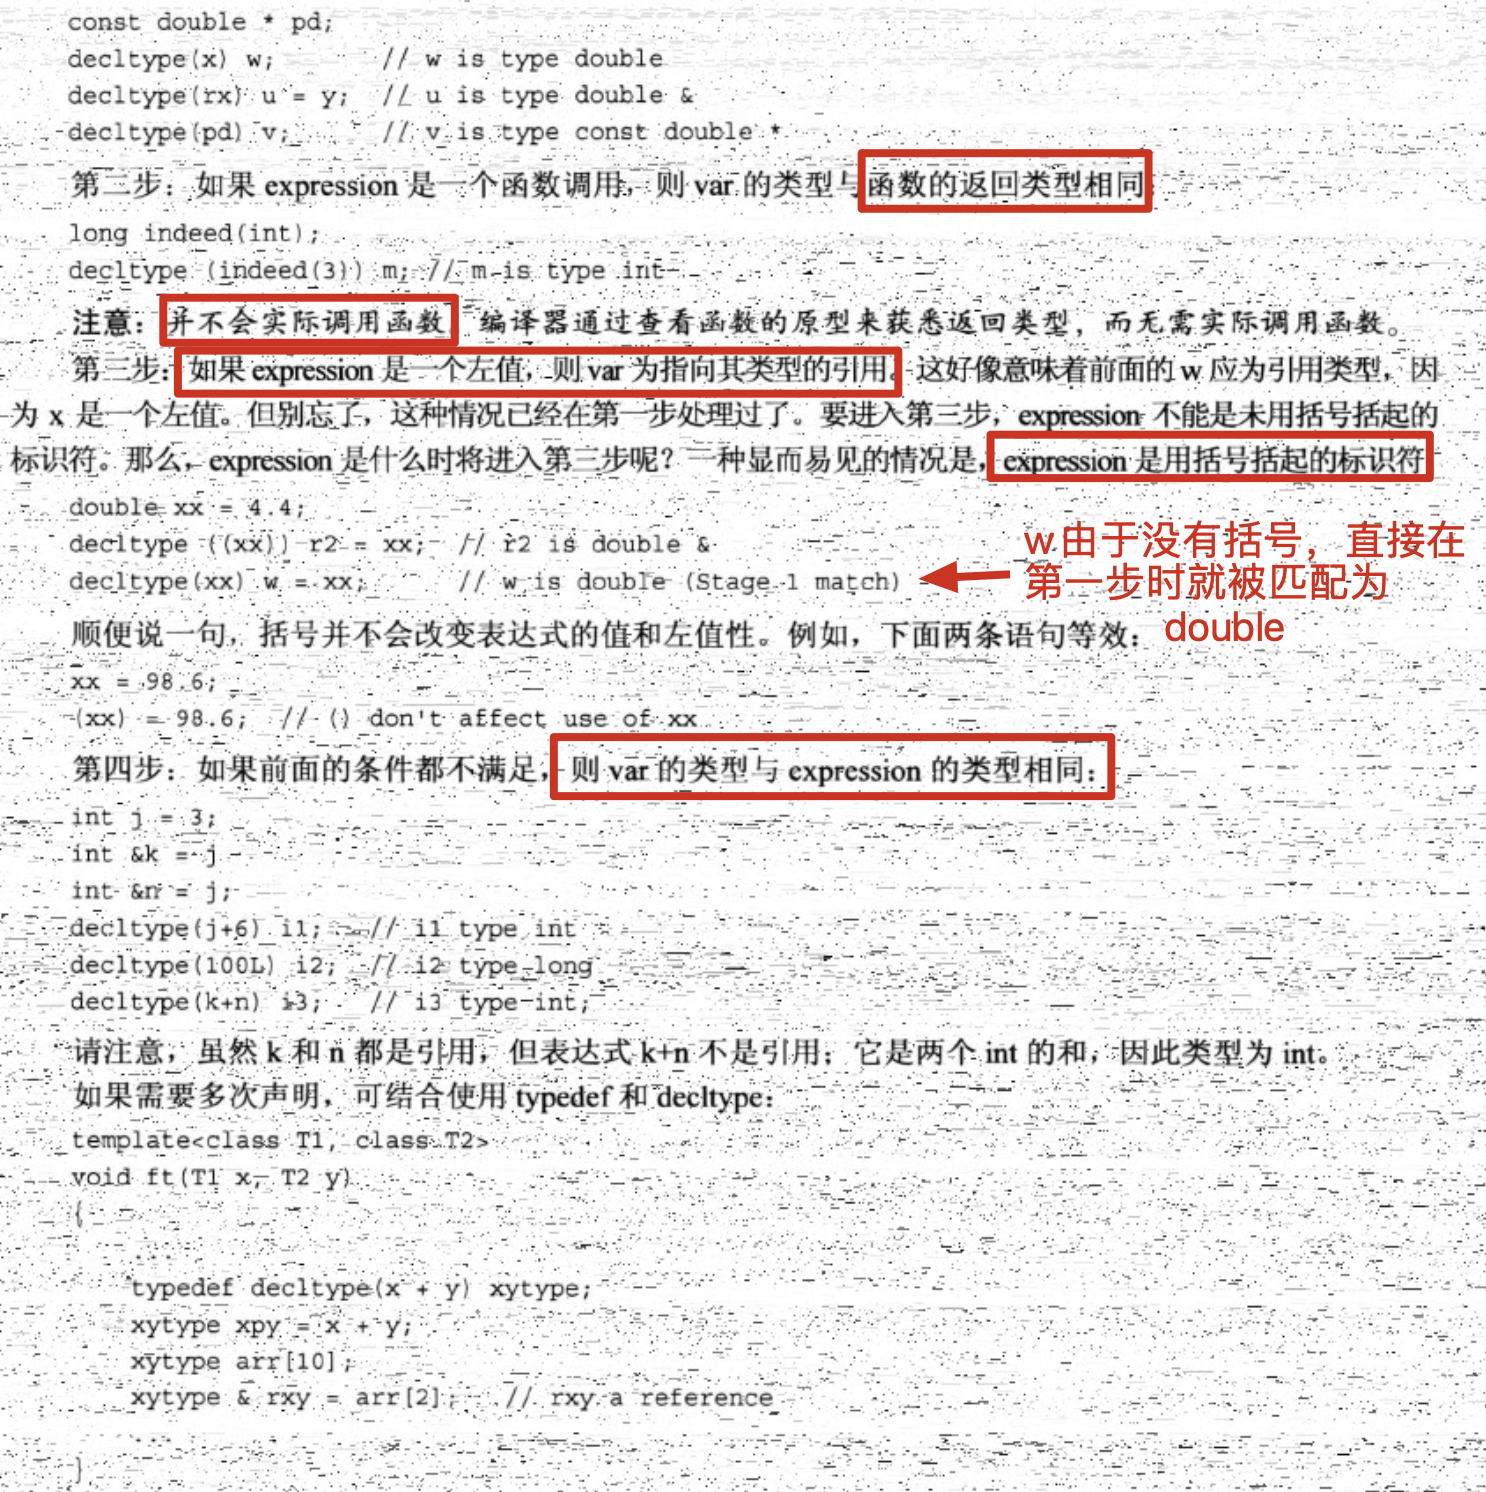 const double * pd;
decltype(x) w; // w is type double
decltype(rx) u = y; // u is type double &
decltype(pd) v; // v is type const double *
第二步：如果 expression 是一个函数调用，则 var 的类型与函数的返回类型相同：
long indeed(int);
decltype (indeed(3)) m; // m is type int
注意：并不会实际调用函数。编译器通过查看函数的原型来获悉返回类型，而无需实际调用函数。
第三步：如果 expression 是一个左值，则 var 为指向其类型的引用。这好像意味着前面的 w 应为引用类型，因
为 x 是一个左值。但别忘了，这种情况已经在第一步处理过了。要进入第三步，expression 不能是未用括号括起的
标识符。那么，expression 是什么时将进入第三步呢？一种显而易见的情况是，expression 是用括号括起的标识符
double xx = 4.4;
decltype ((xx)) r2 = xx; // r2 is double &
decltype(xx) w = xx; // w is double (Stage 1 match)
w由于没有括号，直接在
第一步时就被匹配为
double
顺便说一句，括号并不会改变表达式的值和左值性。例如，下面两条语句等效：
xx = 98.6;
(xx) = 98.6; // () don't affect use of xx
第四步：如果前面的条件都不满足，则 var 的类型与 expression 的类型相同：
int j = 3;
int &k = j
int &n = j;
decltype(j+6) i1; // i1 type int
decltype(100L) i2; // i2 type long
decltype(k+n) i3; // i3 type int;
请注意，虽然 k 和 n 都是引用，但表达式 k+n 不是引用；它是两个 int 的和，因此类型为 int。
如果需要多次声明，可结合使用 typedef 和 decltype：
template<class T1, class T2>
void ft(T1 x, T2 y)
{
...
typedef decltype(x + y) xytype;
xytype xpy = x + y;
xytype arr[10];
xytype & rxy = arr[2]; // rxy a reference
...
}